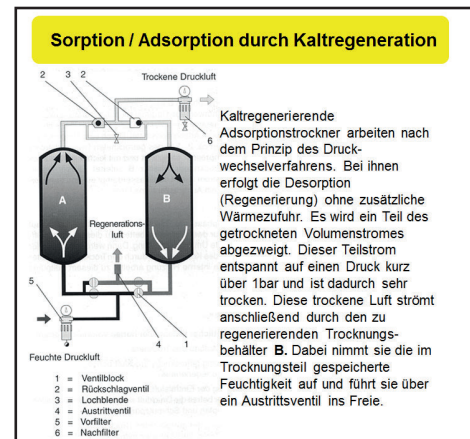 Sorption / Adsorption durch Kaltregeneration
2 3 2
Trockene Druckluft
6
A
B
Regenerations-
luft
5
4
1
Feuchte Druckluft
1 = Ventilblock
2 = Rückschlagventil
3 = Lochblende
4 = Austrittventil
5 = Vorfilter
6 = Nachfilter
Kaltregenerierende
Adsorptionstrockner arbeiten nach
dem Prinzip des Druck-
wechselverfahrens. Bei ihnen
erfolgt die Desorption
(Regenerierung) ohne zusätzliche
Wärmezufuhr. Es wird ein Teil des
getrockneten Volumenstromes
abgezweigt. Dieser Teilstrom
entspannt auf einen Druck kurz
über 1bar und ist dadurch sehr
trocken. Diese trockene Luft strömt
anschließend durch den zu
regenerierenden Trocknungs-
behälter B. Dabei nimmt sie die im
Trocknungsteil gespeicherte
Feuchtigkeit auf und führt sie über
ein Austrittsventil ins Freie.